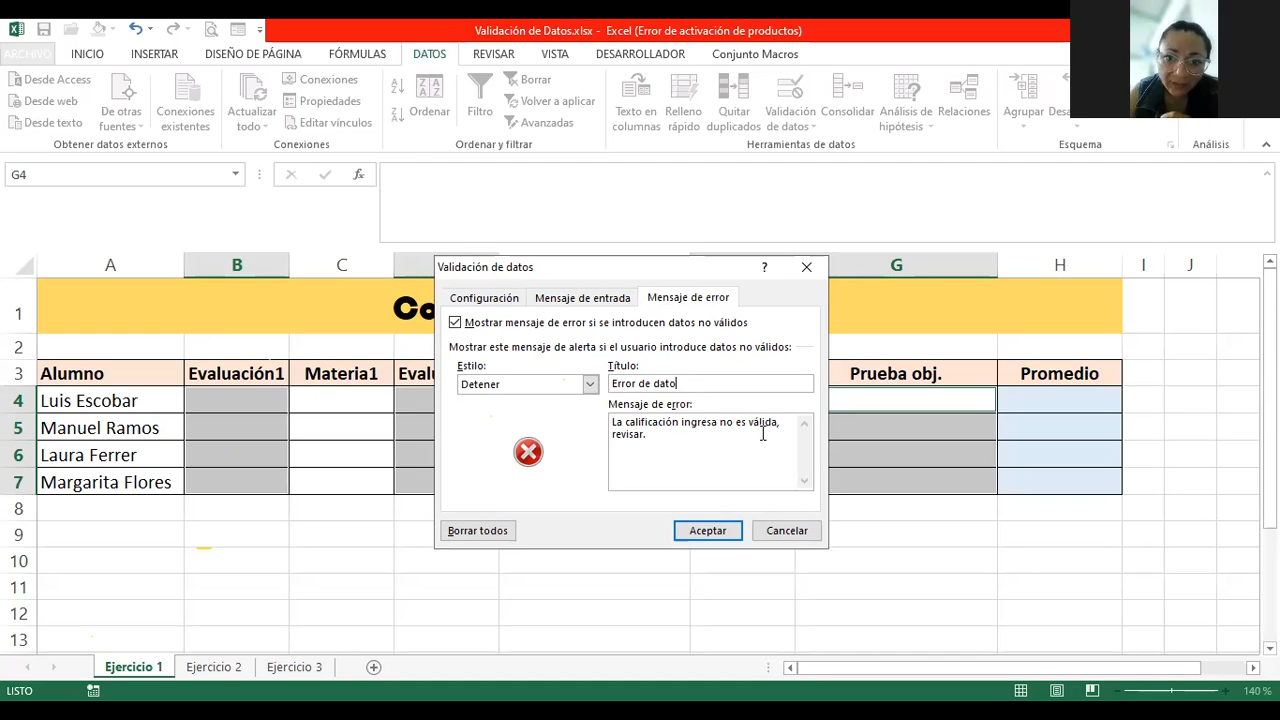 Validación de Datos.xlsx - Excel (Error de activación de productos)
ARCHIVO INICIO INSERTAR DISEÑO DE PÁGINA FÓRMULAS DATOS REVISAR VISTA DESARROLLADOR Conjunto Macros
Desde Access
Desde web
Desde texto
De otras fuentes
Conexiones existentes
Obtener datos externos
Actualizar todo
Conexiones
Propiedades
Editar vínculos
Conexiones
Ordenar
Filtro
Borrar
Volver a aplicar
Avanzadas
Ordenar y filtrar
Texto en columnas
Relleno rápido
Quitar duplicados
Validación de datos
Consolidar
Análisis de hipótesis
Relaciones
Herramientas de datos
Agrupar
Esquema
Análisis
G4
fx
A B C G H I J
1
2
3 Alumno Evaluación1 Materia1 Prueba obj. Promedio
4 Luis Escobar
5 Manuel Ramos
6 Laura Ferrer
7 Margarita Flores
8
9
10
11
12
13
Validación de datos ?
Configuración Mensaje de entrada Mensaje de error
Mostrar mensaje de error si se introducen datos no válidos
Mostrar este mensaje de alerta si el usuario introduce datos no válidos:
Estilo: Título:
Detener Error de dato
Mensaje de error:
La calificación ingresa no es válida,
revisar.
Borrar todos Aceptar Cancelar
Ejercicio 1 Ejercicio 2 Ejercicio 3
LISTO 140 %